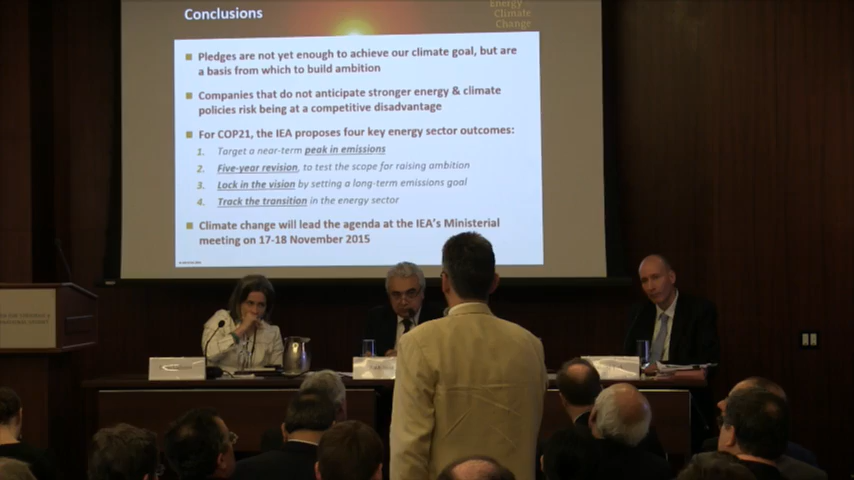 Conclusions
Energy
Climate
Change
Pledges are not yet enough to achieve our climate goal, but are
a basis from which to build ambition
Companies that do not anticipate stronger energy & climate
policies risk being at a competitive disadvantage
For COP21, the IEA proposes four key energy sector outcomes:
1. Target a near-term peak in emissions
2. Five-year revision, to test the scope for raising ambition
3. Lock in the vision by setting a long-term emissions goal
4. Track the transition in the energy sector
Climate change will lead the agenda at the IEA's Ministerial
meeting on 17-18 November 2015